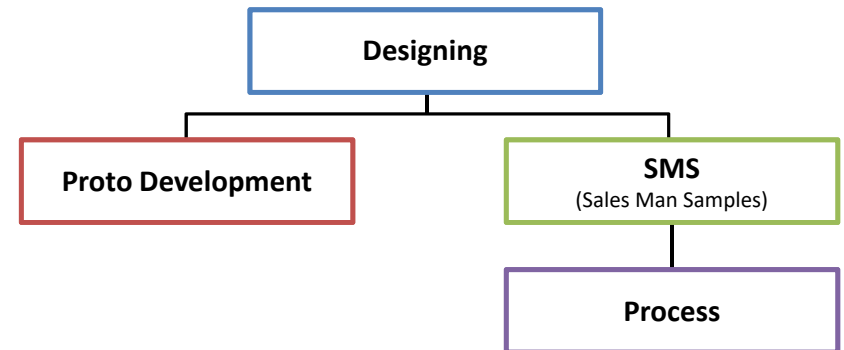 Designing
Proto Development
SMS
(Sales Man Samples)
Process